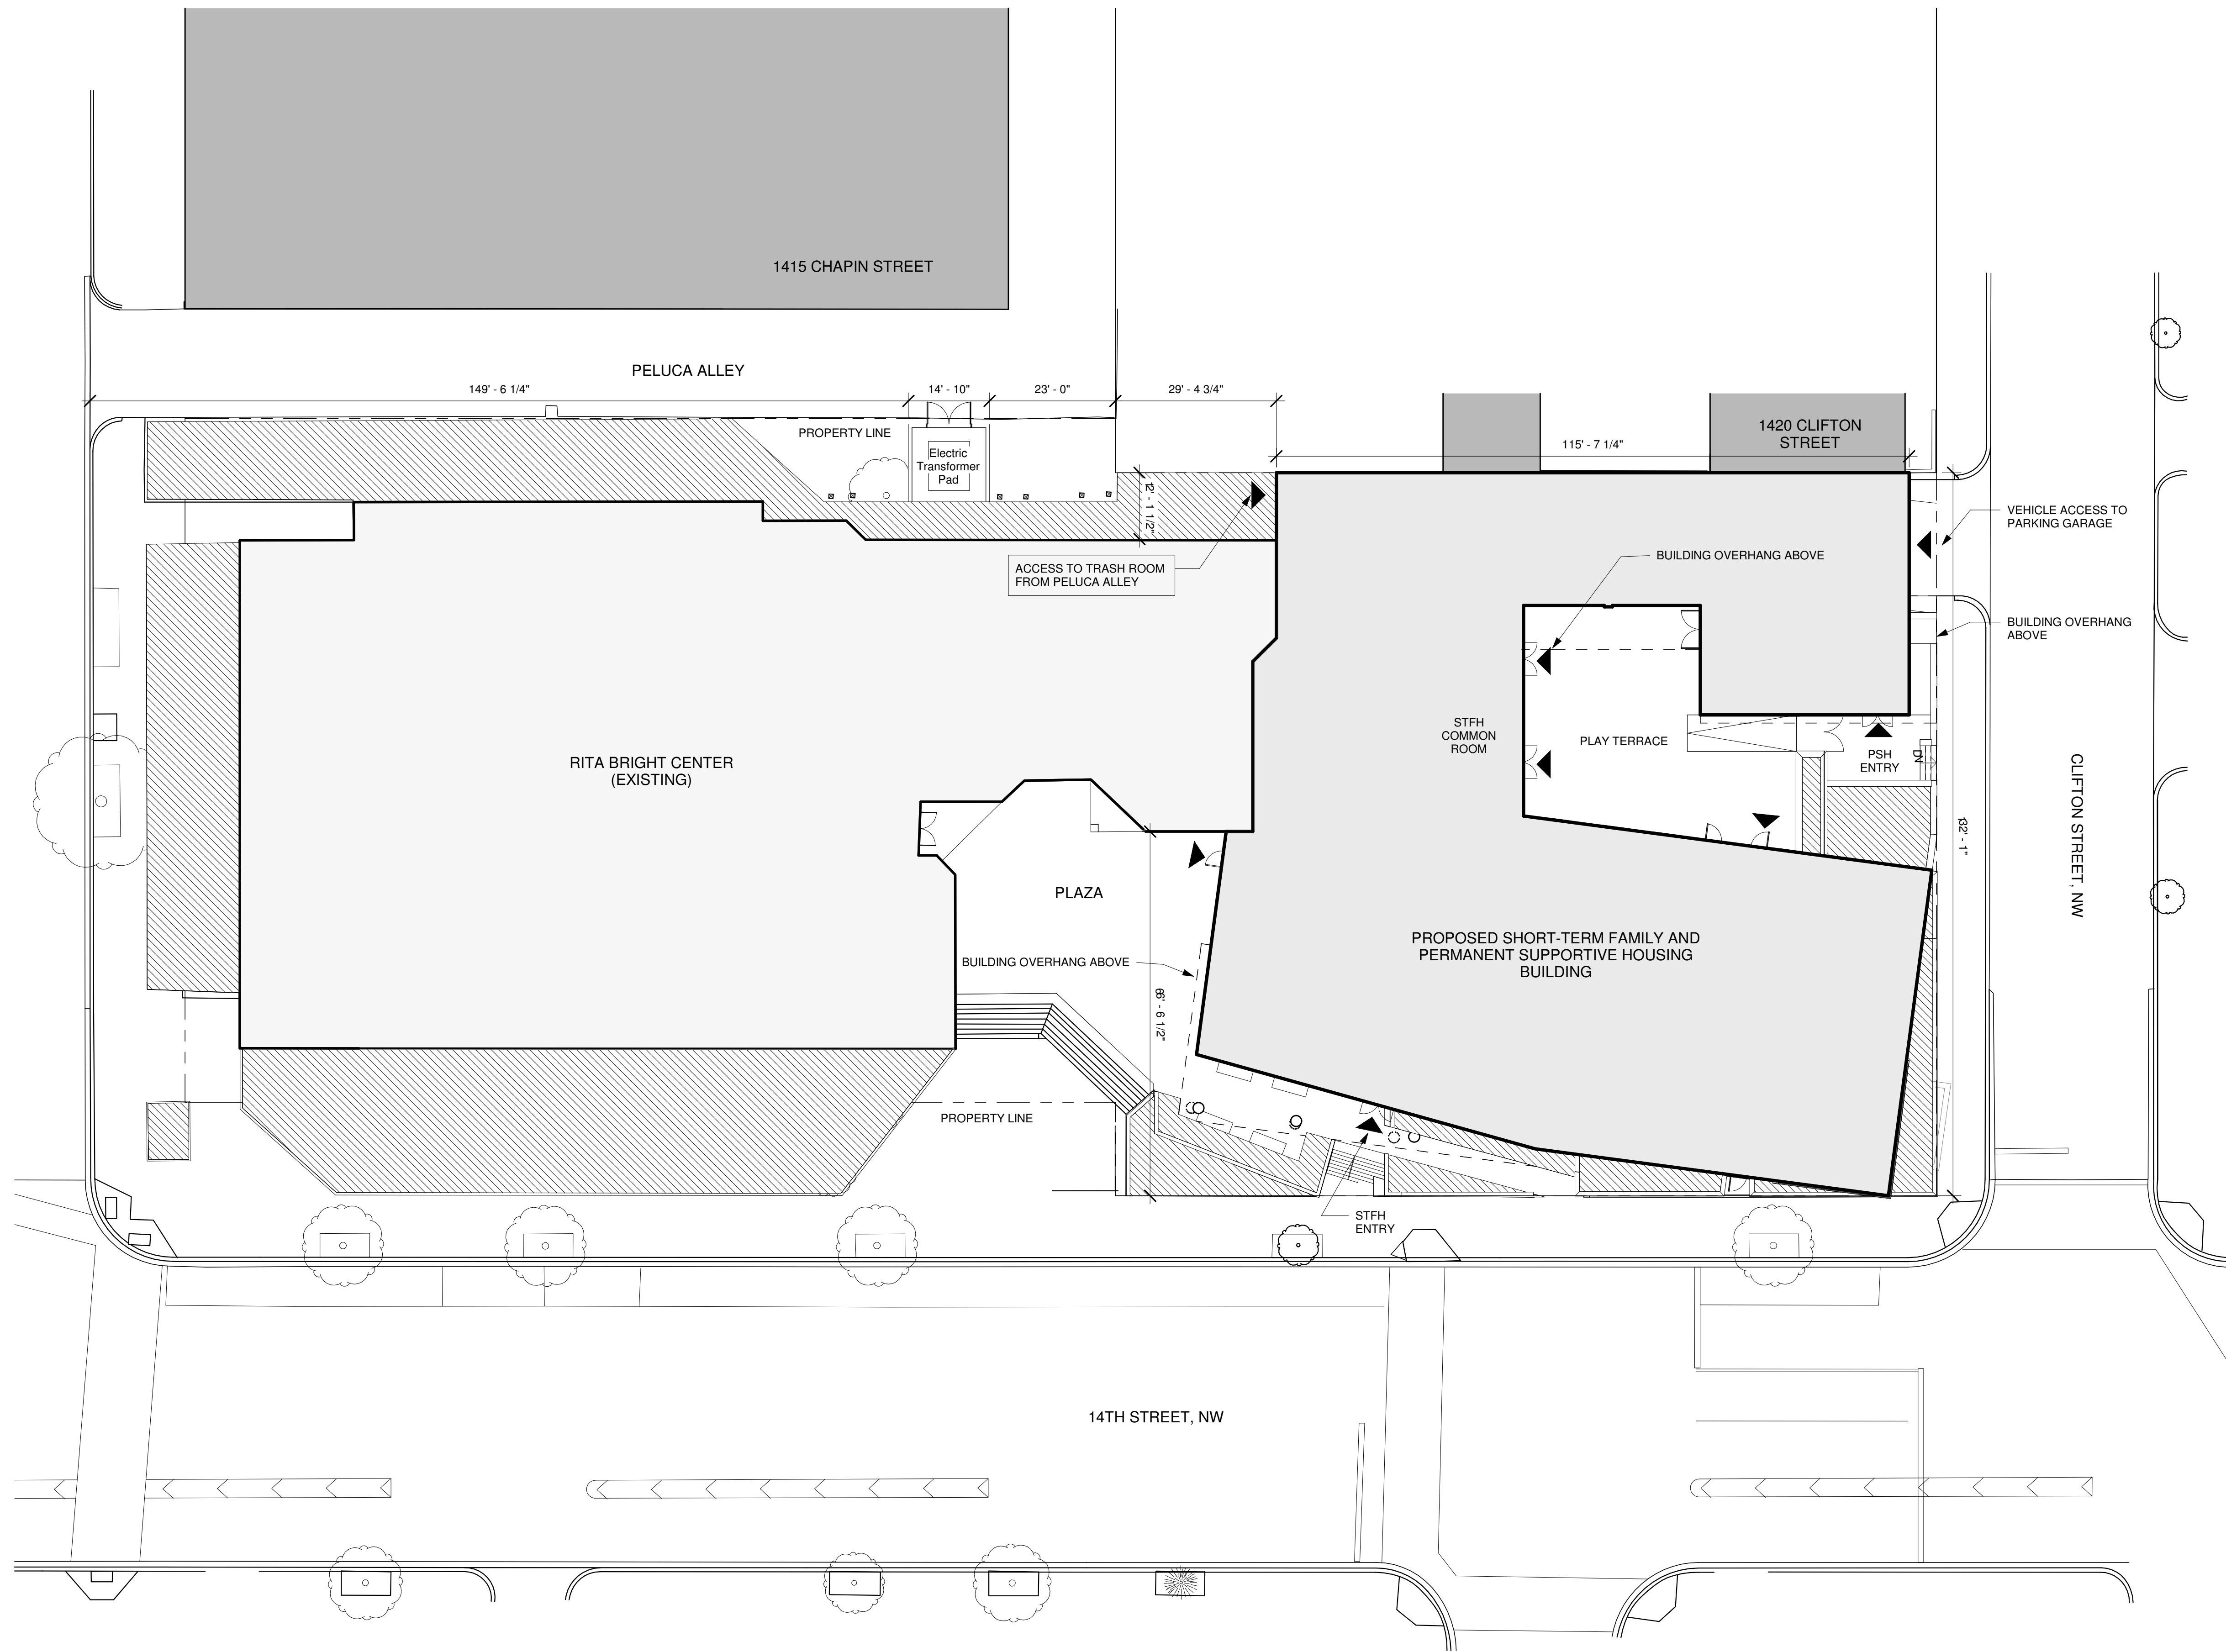 1415 CHAPIN STREET
PELUCA ALLEY
149' - 6 1/4"
14' - 10"
23' - 0"
29' - 4 3/4"
PROPERTY LINE
Electric
Transformer
Pad
12' - 1 1/2"
115' - 7 1/4"
1420 CLIFTON
STREET
VEHICLE ACCESS TO
PARKING GARAGE
BUILDING OVERHANG ABOVE
ACCESS TO TRASH ROOM
FROM PELUCA ALLEY
BUILDING OVERHANG
ABOVE
STFH
COMMON
ROOM
PLAY TERRACE
PSH
ENTRY
DN
RITA BRIGHT CENTER
(EXISTING)
CLIFTON STREET, NW
132' - 1"
PLAZA
BUILDING OVERHANG ABOVE
66' - 6 1/2"
PROPOSED SHORT-TERM FAMILY AND
PERMANENT SUPPORTIVE HOUSING
BUILDING
PROPERTY LINE
STFH
ENTRY
14TH STREET, NW